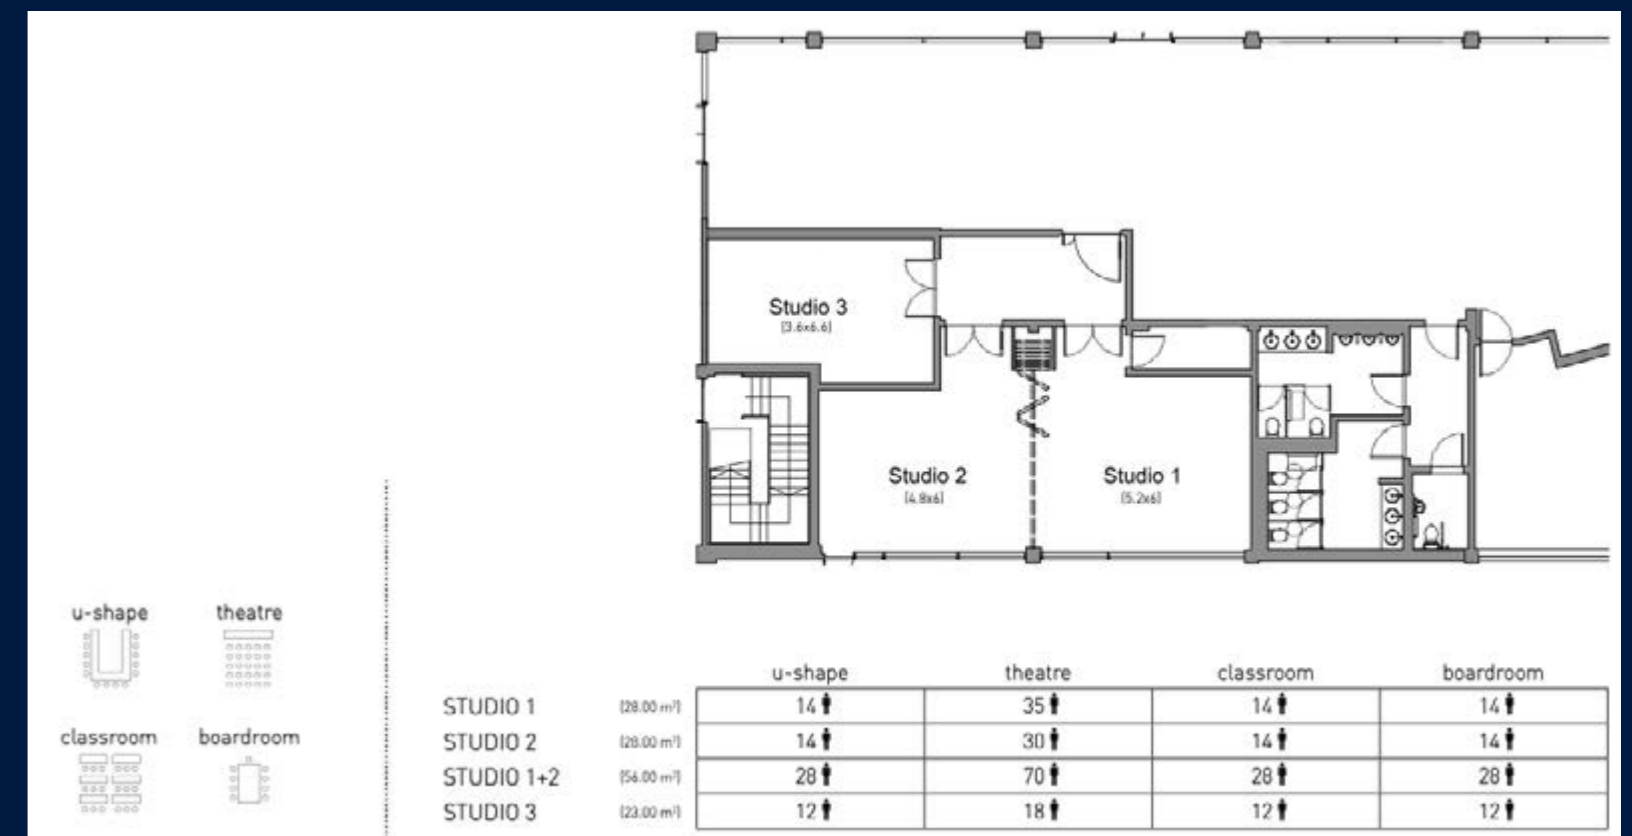 Studio 3
[3.6x6.6]
Studio 2
[4.8x6]
Studio 1
[5.2x6]
u-shape theatre
classroom boardroom
u-shape theatre classroom boardroom
STUDIO 1 [28.00 m²] 14 35 14 14
STUDIO 2 [28.00 m²] 14 30 14 14
STUDIO 1+2 [56.00 m²] 28 70 28 28
STUDIO 3 [23.00 m²] 12 18 12 12